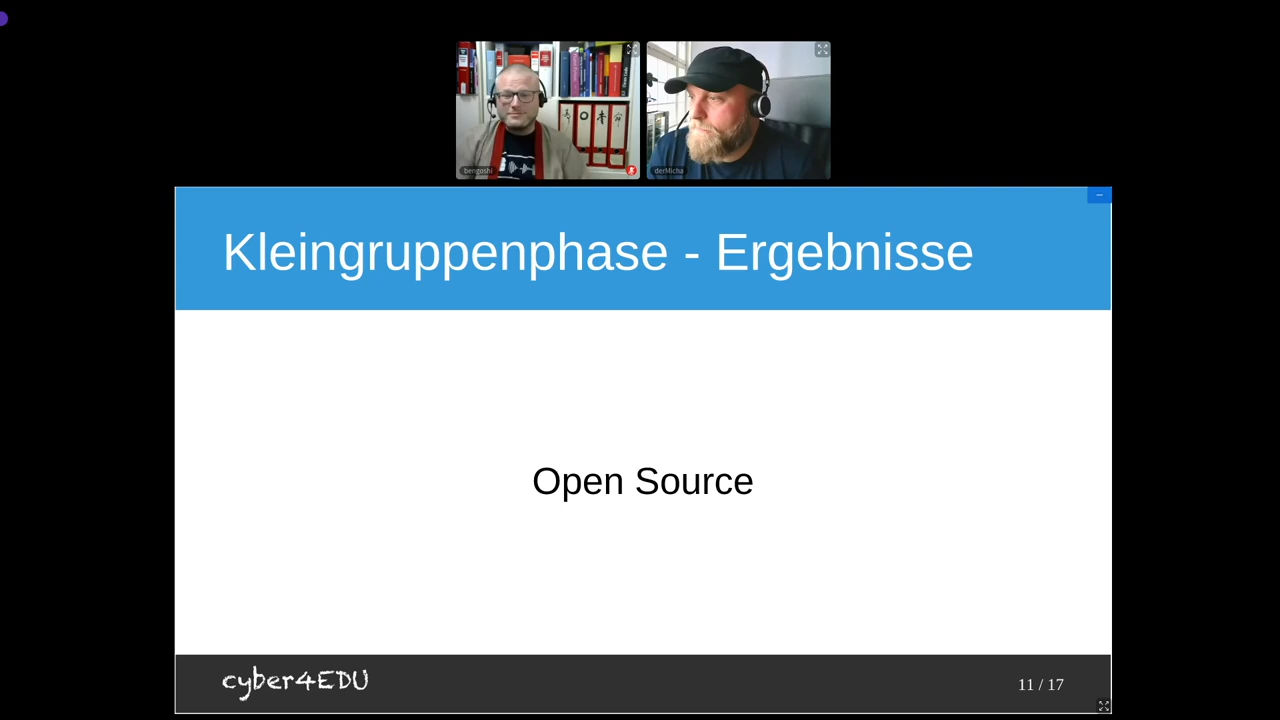 bengoshi
derMicha
Kleingruppenphase - Ergebnisse
Open Source
cyber4EDU
11 / 17